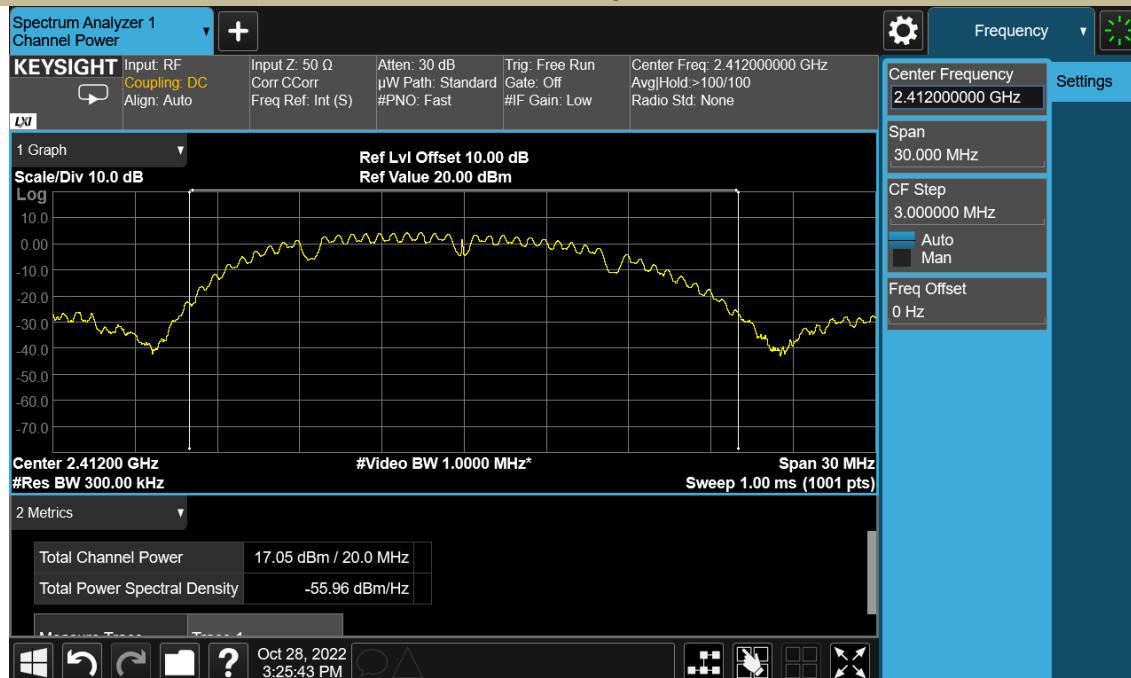 Spectrum Analyzer 1
Channel Power
+
Frequency
KEYSIGHT
LXI
Input: RF
Coupling: DC
Align: Auto
Input Z: 50 Ω
Corr CCorr
Freq Ref: Int (S)
Atten: 30 dB
µW Path: Standard
#PNO: Fast
Trig: Free Run
Gate: Off
#IF Gain: Low
Center Freq: 2.412000000 GHz
Avg|Hold:>100/100
Radio Std: None
Center Frequency
2.412000000 GHz
Settings
Span
30.000 MHz
CF Step
3.000000 MHz
Auto
Man
Freq Offset
0 Hz
1 Graph
Scale/Div 10.0 dB
Ref Lvl Offset 10.00 dB
Ref Value 20.00 dBm
Log
10.0
0.00
-10.0
-20.0
-30.0
-40.0
-50.0
-60.0
-70.0
Center 2.41200 GHz
#Video BW 1.0000 MHz*
Span 30 MHz
#Res BW 300.00 kHz
Sweep 1.00 ms (1001 pts)
2 Metrics
Total Channel Power 17.05 dBm / 20.0 MHz
Total Power Spectral Density -55.96 dBm/Hz
?
Oct 28, 2022
3:25:43 PM